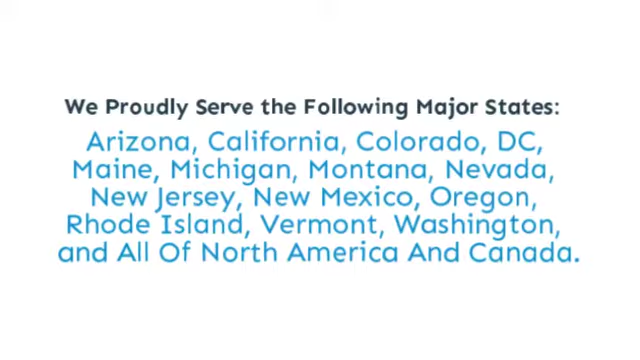 We Proudly Serve the Following Major States:
Arizona, California, Colorado, DC,
Maine, Michigan, Montana, Nevada,
New Jersey, New Mexico, Oregon,
Rhode Island, Vermont, Washington,
and All Of North America And Canada.